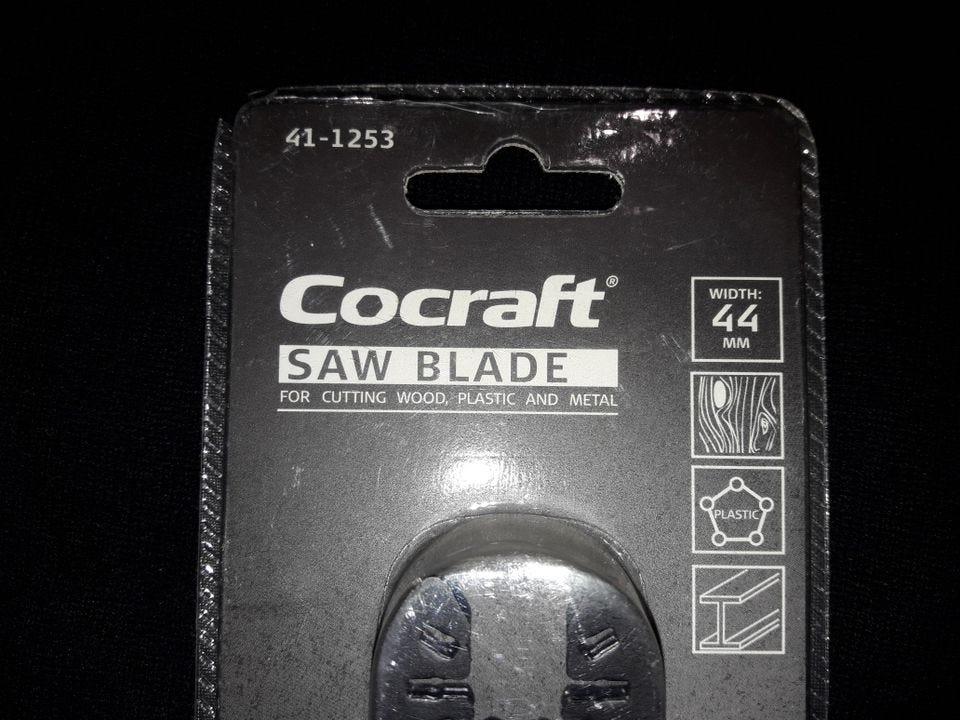 41-1253
Cocraft®
SAW BLADE
FOR CUTTING WOOD, PLASTIC AND METAL
WIDTH:
44
MM
PLASTIC